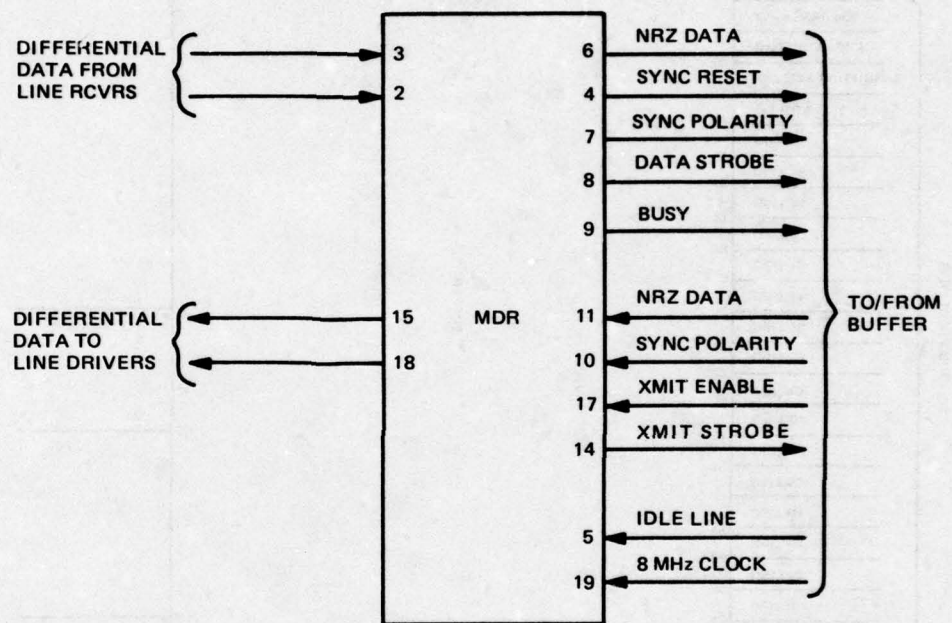 DIFFERENTIAL
DATA FROM
LINE RCVRS
3
2
DIFFERENTIAL
DATA TO
LINE DRIVERS
15
18
MDR
6 NRZ DATA
4 SYNC RESET
7 SYNC POLARITY
8 DATA STROBE
9 BUSY
11 NRZ DATA
10 SYNC POLARITY
17 XMIT ENABLE
14 XMIT STROBE
5 IDLE LINE
19 8 MHz CLOCK
TO/FROM
BUFFER